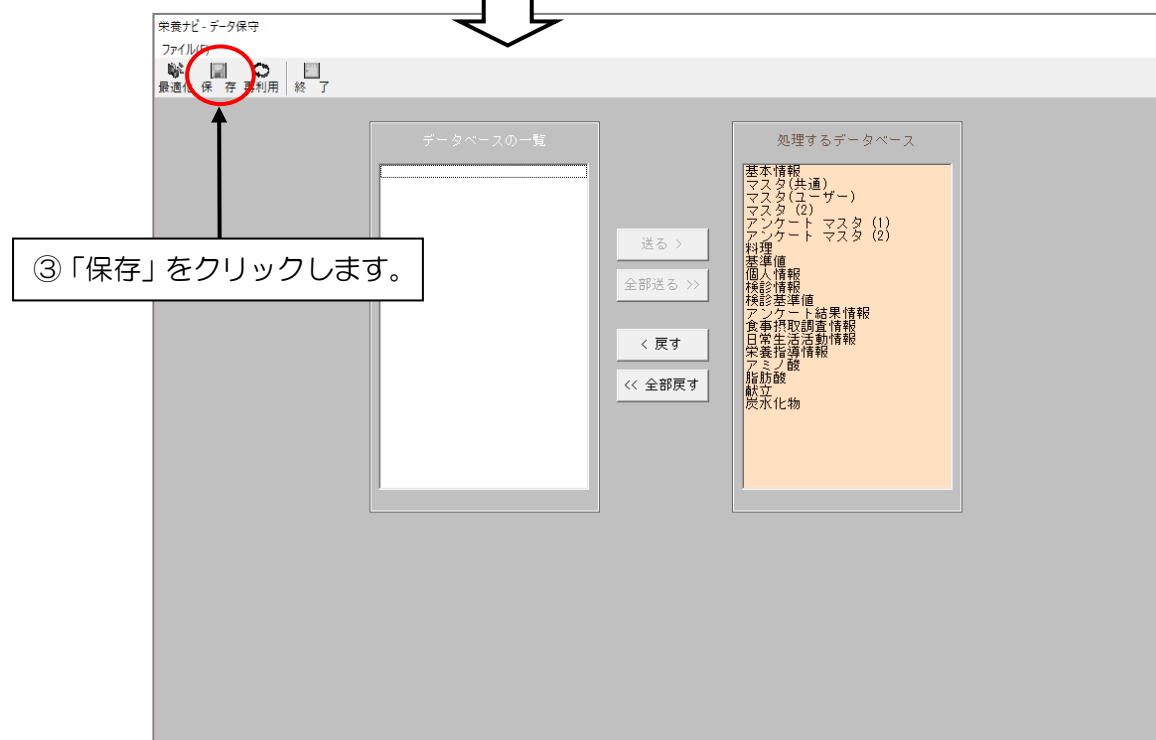 栄養ナビ - データ保守
ファイル(F)
最適化 保 存 再利用 終 了
データベースの一覧
処理するデータベース
基本情報
マスタ(共通)
マスタ(ユーザー)
マスタ (2)
アンケート マスタ (1)
アンケート マスタ (2)
料理
基準値
個人情報
検診情報
検診基準値
アンケート結果情報
食事摂取調査情報
日常生活活動情報
栄養指導情報
アミノ酸
脂肪酸
献立
炭水化物
送る >
全部送る >>
< 戻す
<< 全部戻す
③「保存」をクリックします。